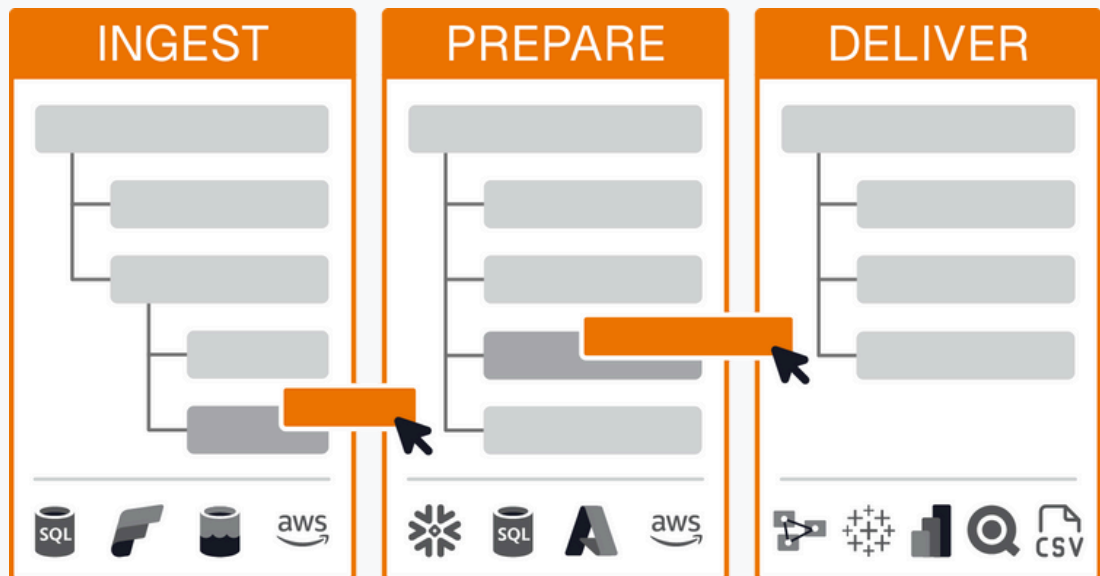 INGEST
PREPARE
DELIVER
SQL
aws
SQL
aws
CSV